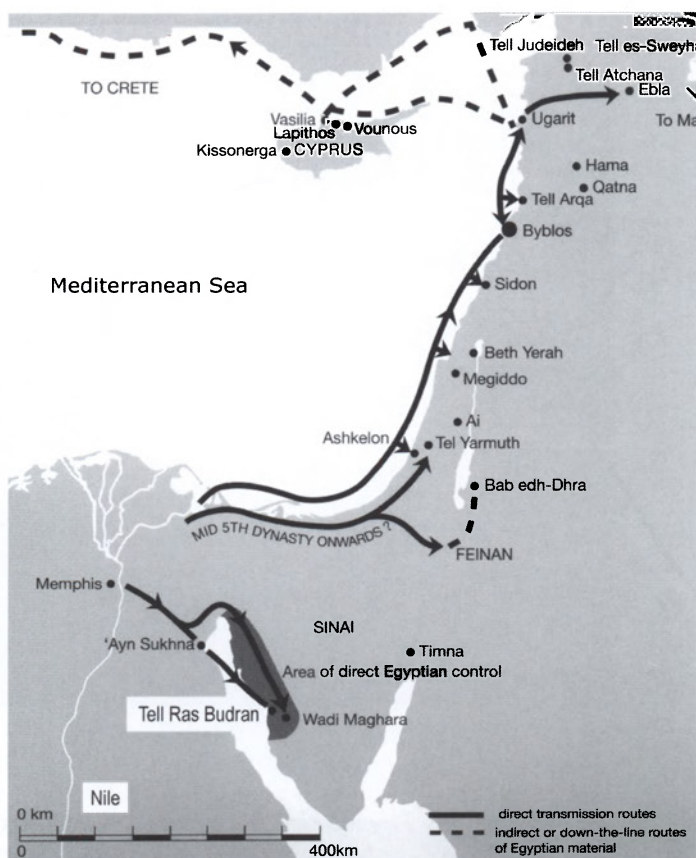 Tell Judeideh
Tell es-Sweyh
Tell Atchana
Ebla
TO CRETE
Vasilia
Ugarit
To Ma
Lapithos
Vounous
Kissonerga
CYPRUS
Hama
Qatna
Tell Arqa
Byblos
Mediterranean Sea
Sidon
Beth Yerah
Megiddo
Ai
Ashkelon
Tel Yarmuth
Bab edh-Dhra
MID 5TH DYNASTY ONWARDS ?
FEINAN
Memphis
SINAI
'Ayn Sukhna
Timna
Area of direct Egyptian control
Tell Ras Budran
Wadi Maghara
Nile
0 km
0
400km
direct transmission routes
indirect or down-the-line routes
of Egyptian material